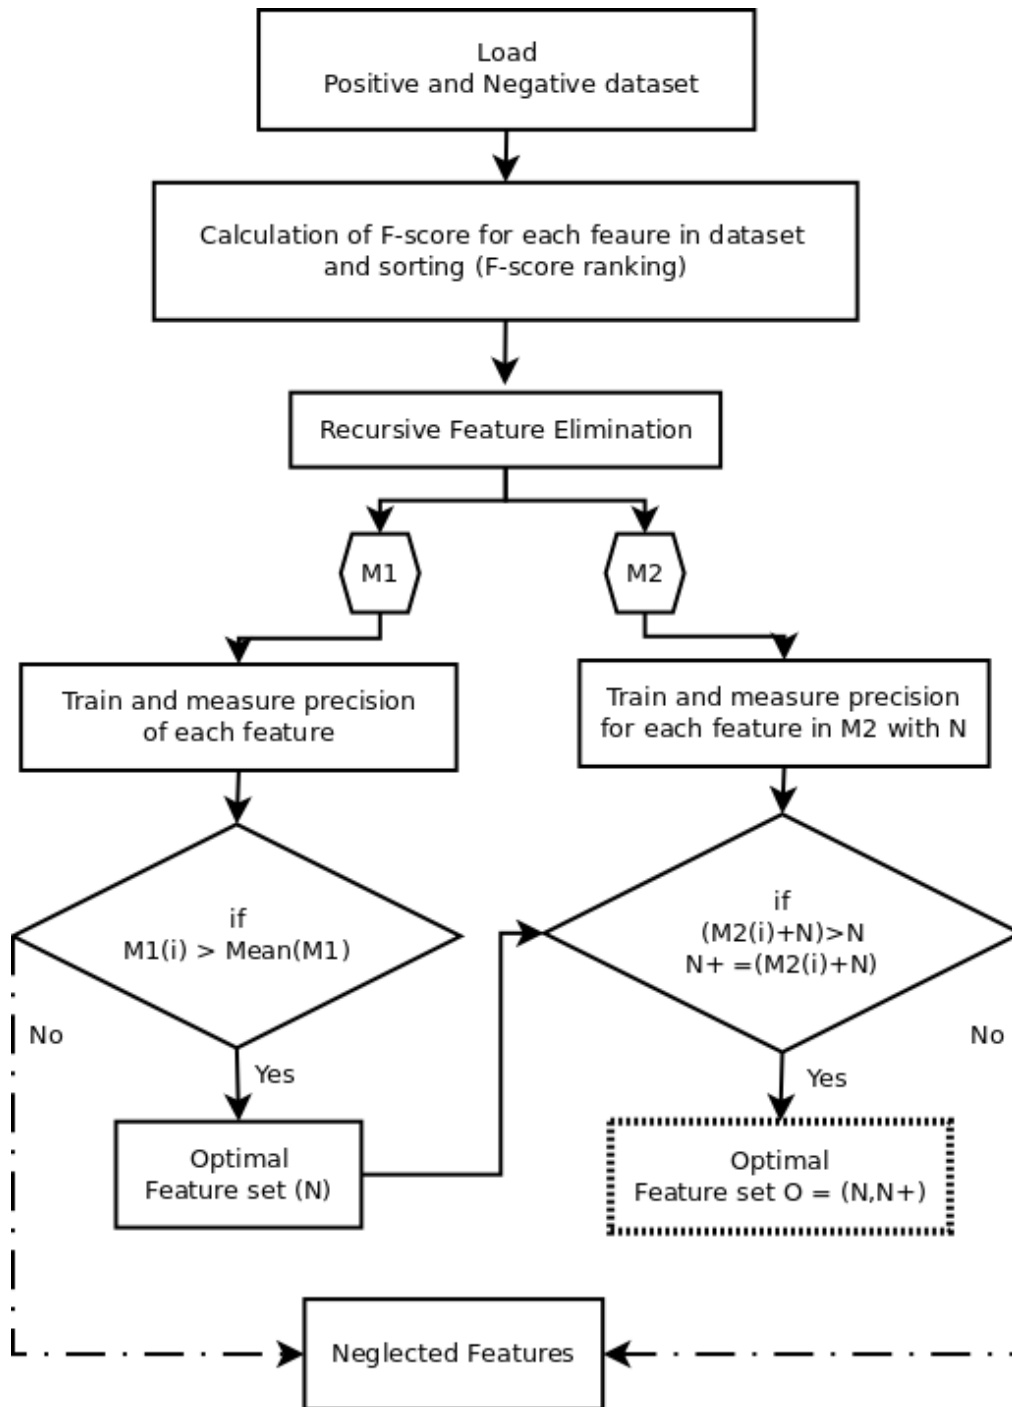 Load
Positive and Negative dataset
Calculation of F-score for each feaure in dataset
and sorting (F-score ranking)
Recursive Feature Elimination
M1
M2
Train and measure precision
of each feature
Train and measure precision
for each feature in M2 with N
if
M1(i) > Mean(M1)
if
(M2(i)+N)>N
N+ =(M2(i)+N)
No
No
Yes
Yes
Optimal
Feature set (N)
Optimal
Feature set O = (N,N+)
Neglected Features